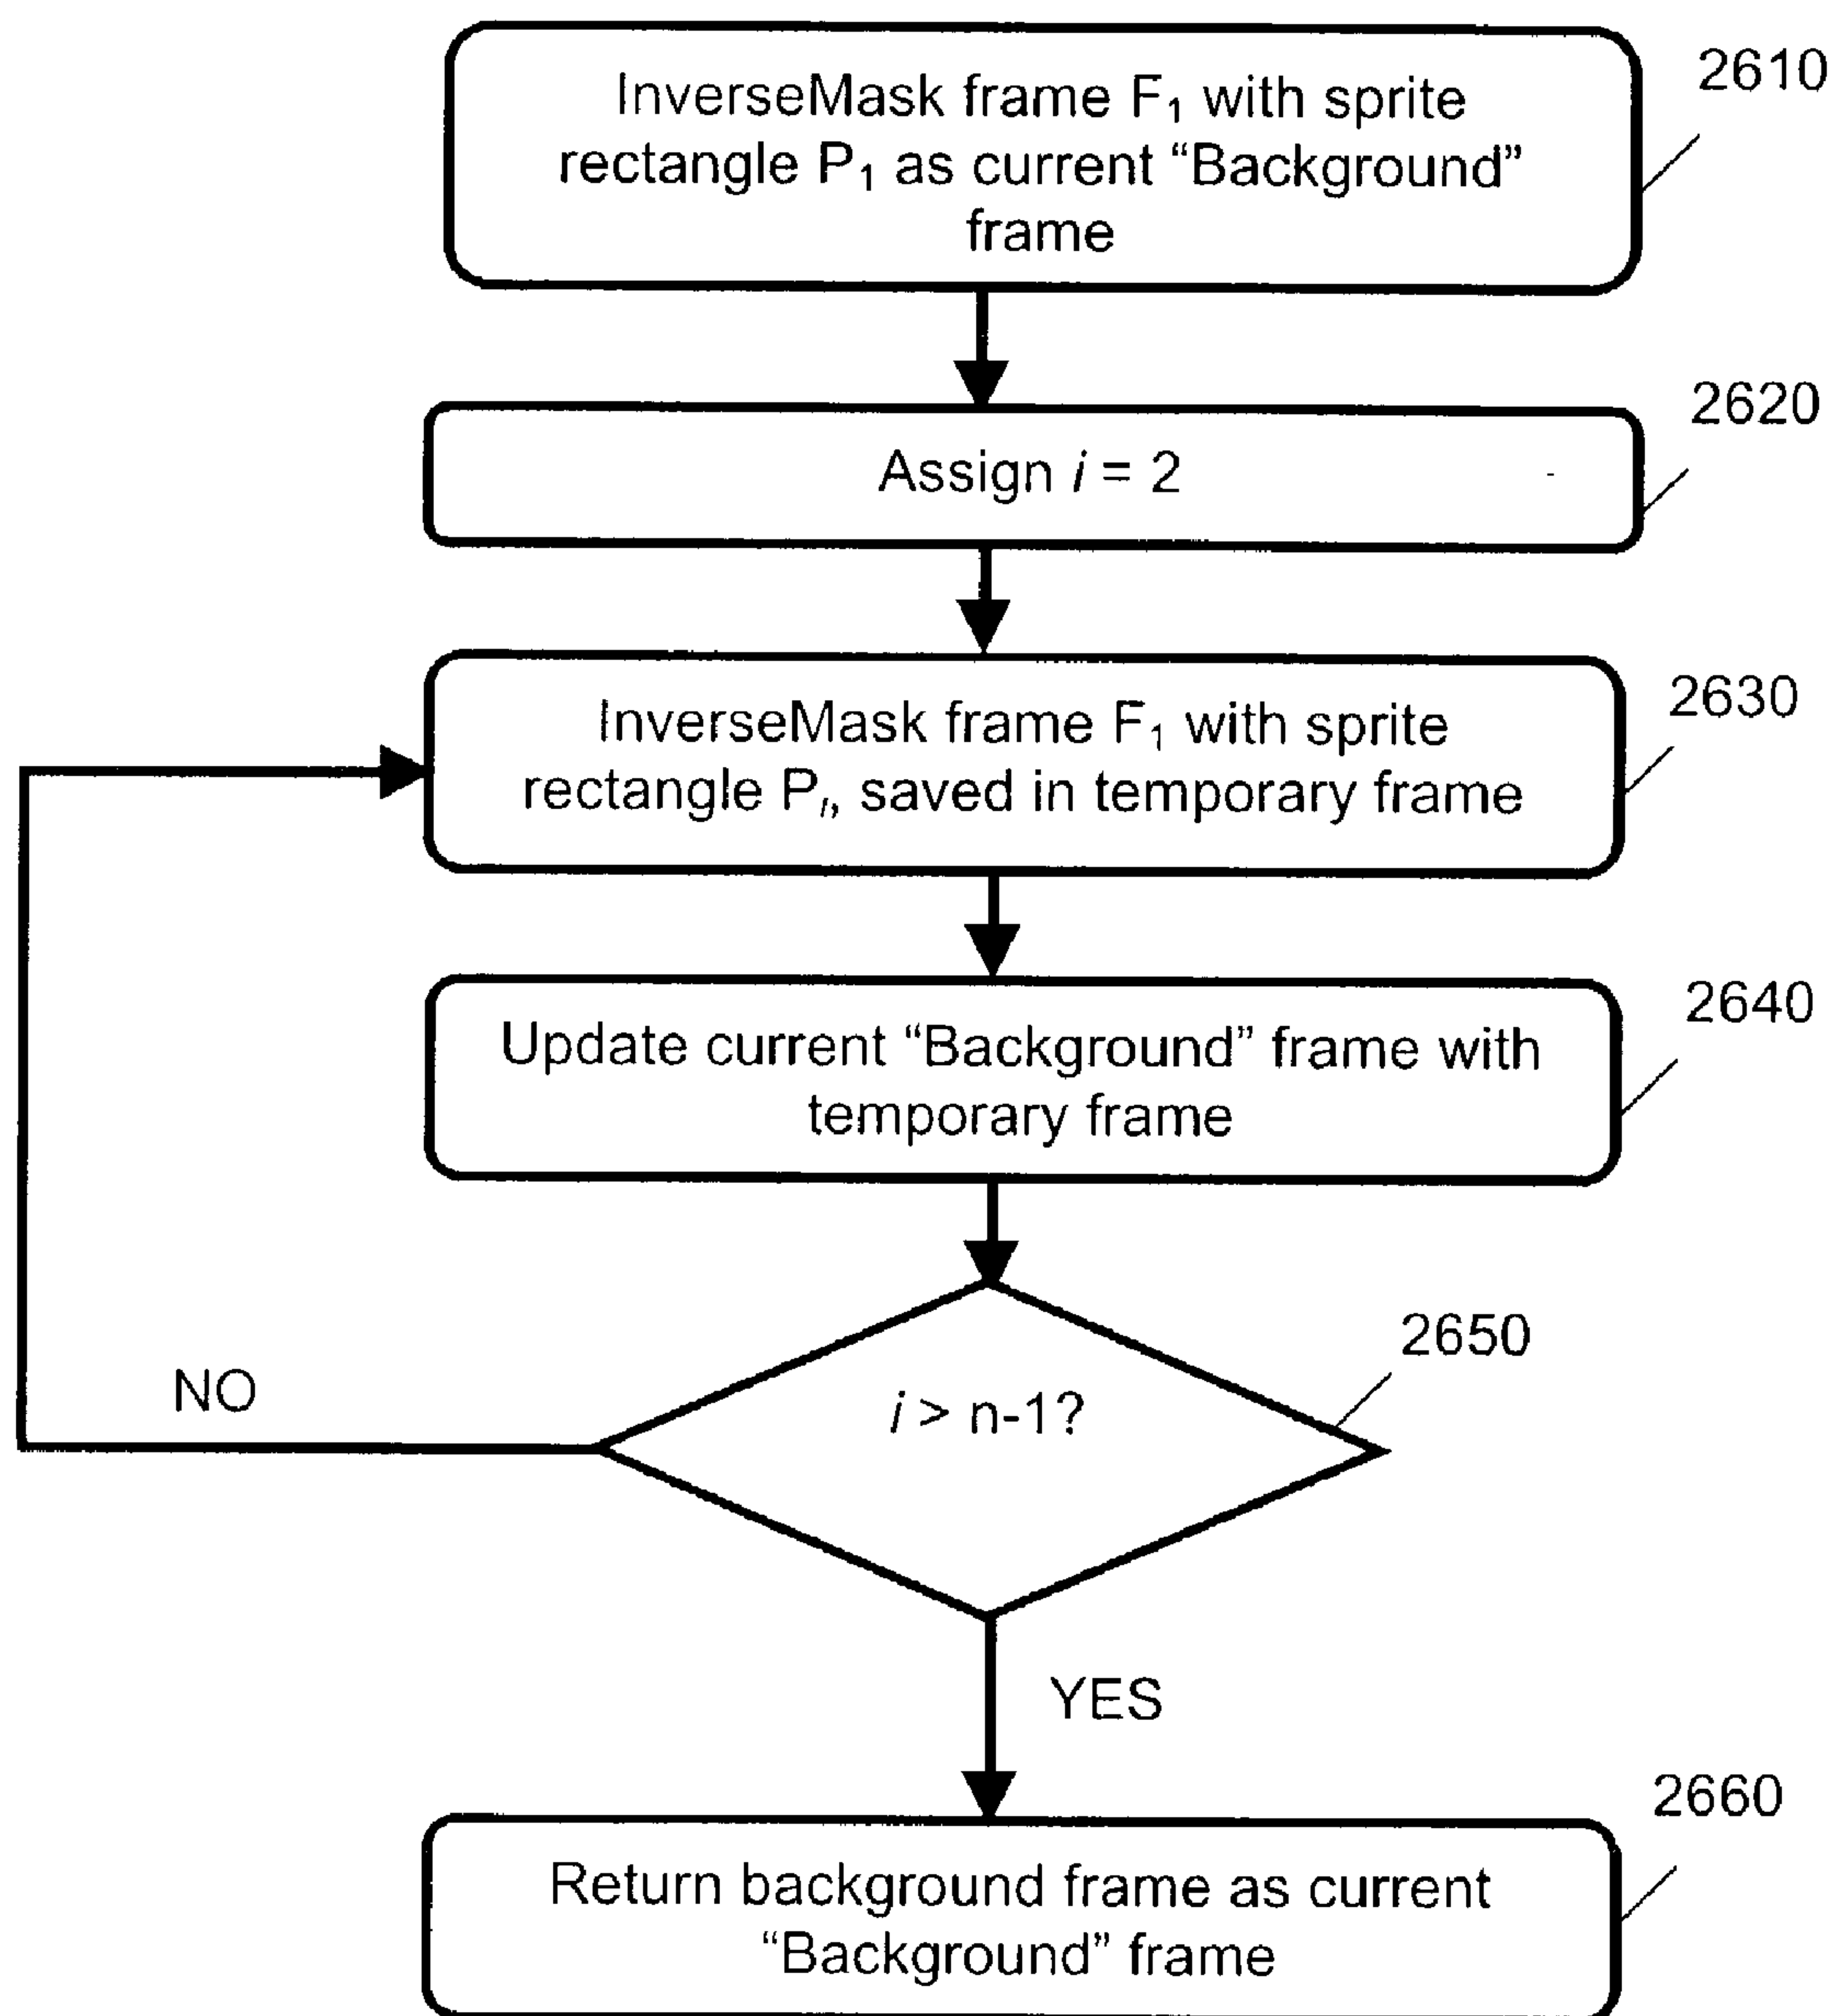 InverseMask frame F₁ with sprite
rectangle P₁ as current “Background”
frame
2610
Assign i = 2
2620
InverseMask frame F₁ with sprite
rectangle Pᵢ, saved in temporary frame
2630
Update current “Background” frame with
temporary frame
2640
i > n-1?
2650
NO
YES
Return background frame as current
“Background” frame
2660